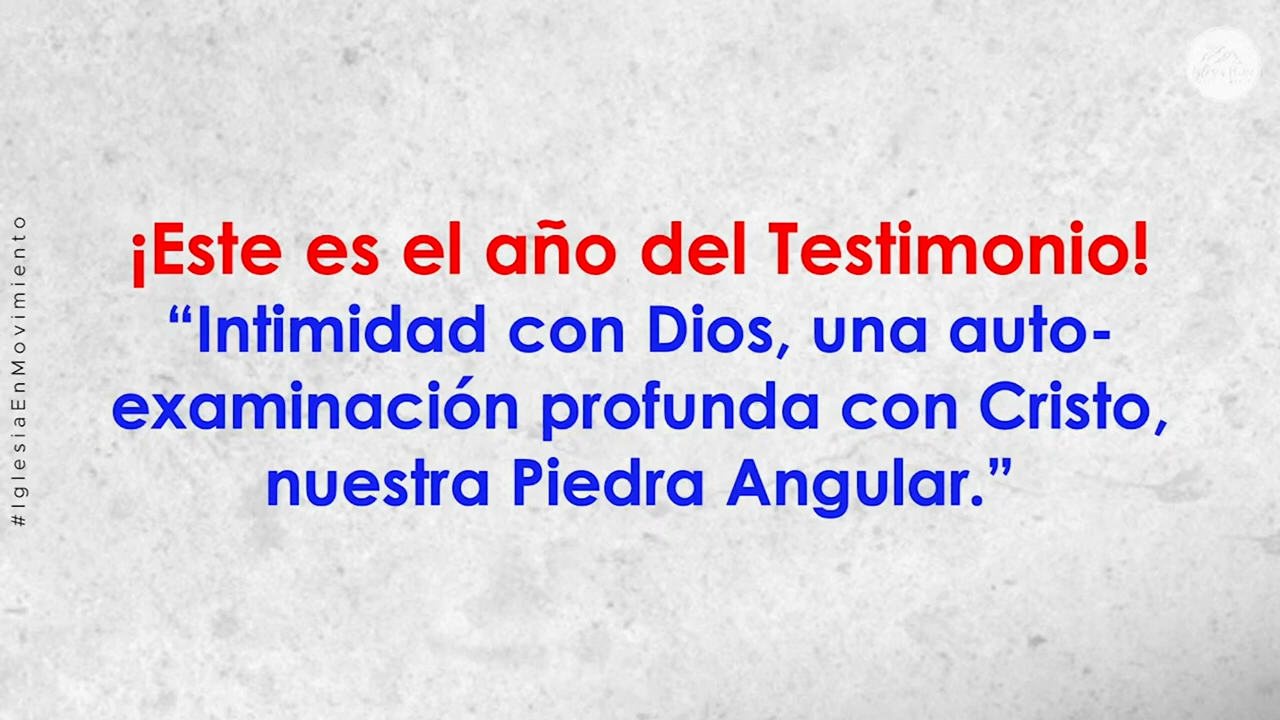 ¡Este es el año del Testimonio!
“Intimidad con Dios, una auto-
examinación profunda con Cristo,
nuestra Piedra Angular.”
#IglesiaEnMovimiento